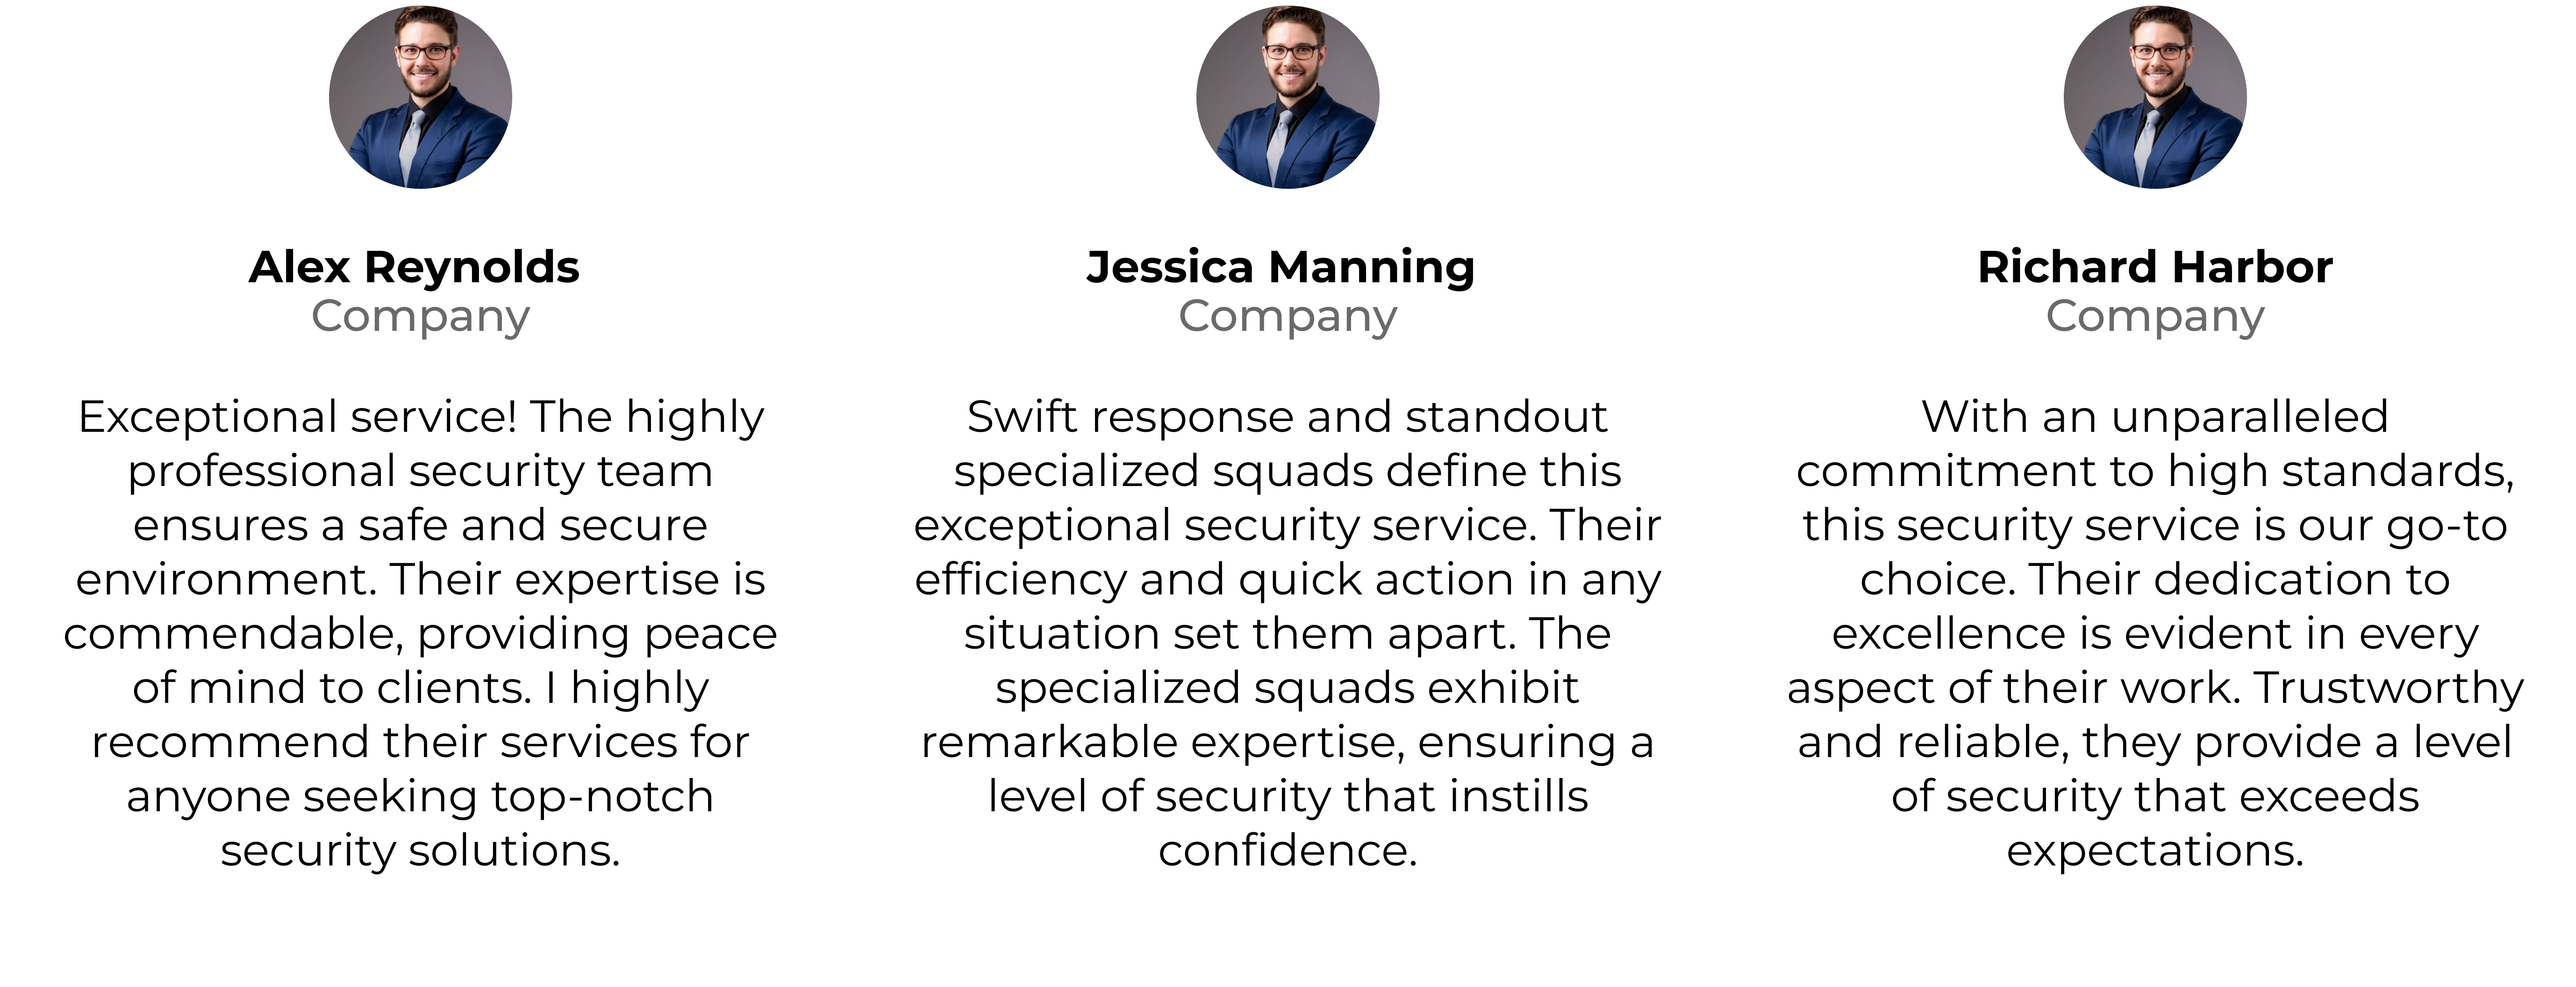 Alex Reynolds
Company
Exceptional service! The highly
professional security team
ensures a safe and secure
environment. Their expertise is
commendable, providing peace
of mind to clients. I highly
recommend their services for
anyone seeking top-notch
security solutions.
Jessica Manning
Company
Swift response and standout
specialized squads define this
exceptional security service. Their
efficiency and quick action in any
situation set them apart. The
specialized squads exhibit
remarkable expertise, ensuring a
level of security that instills
confidence.
Richard Harbor
Company
With an unparalleled
commitment to high standards,
this security service is our go-to
choice. Their dedication to
excellence is evident in every
aspect of their work. Trustworthy
and reliable, they provide a level
of security that exceeds
expectations.